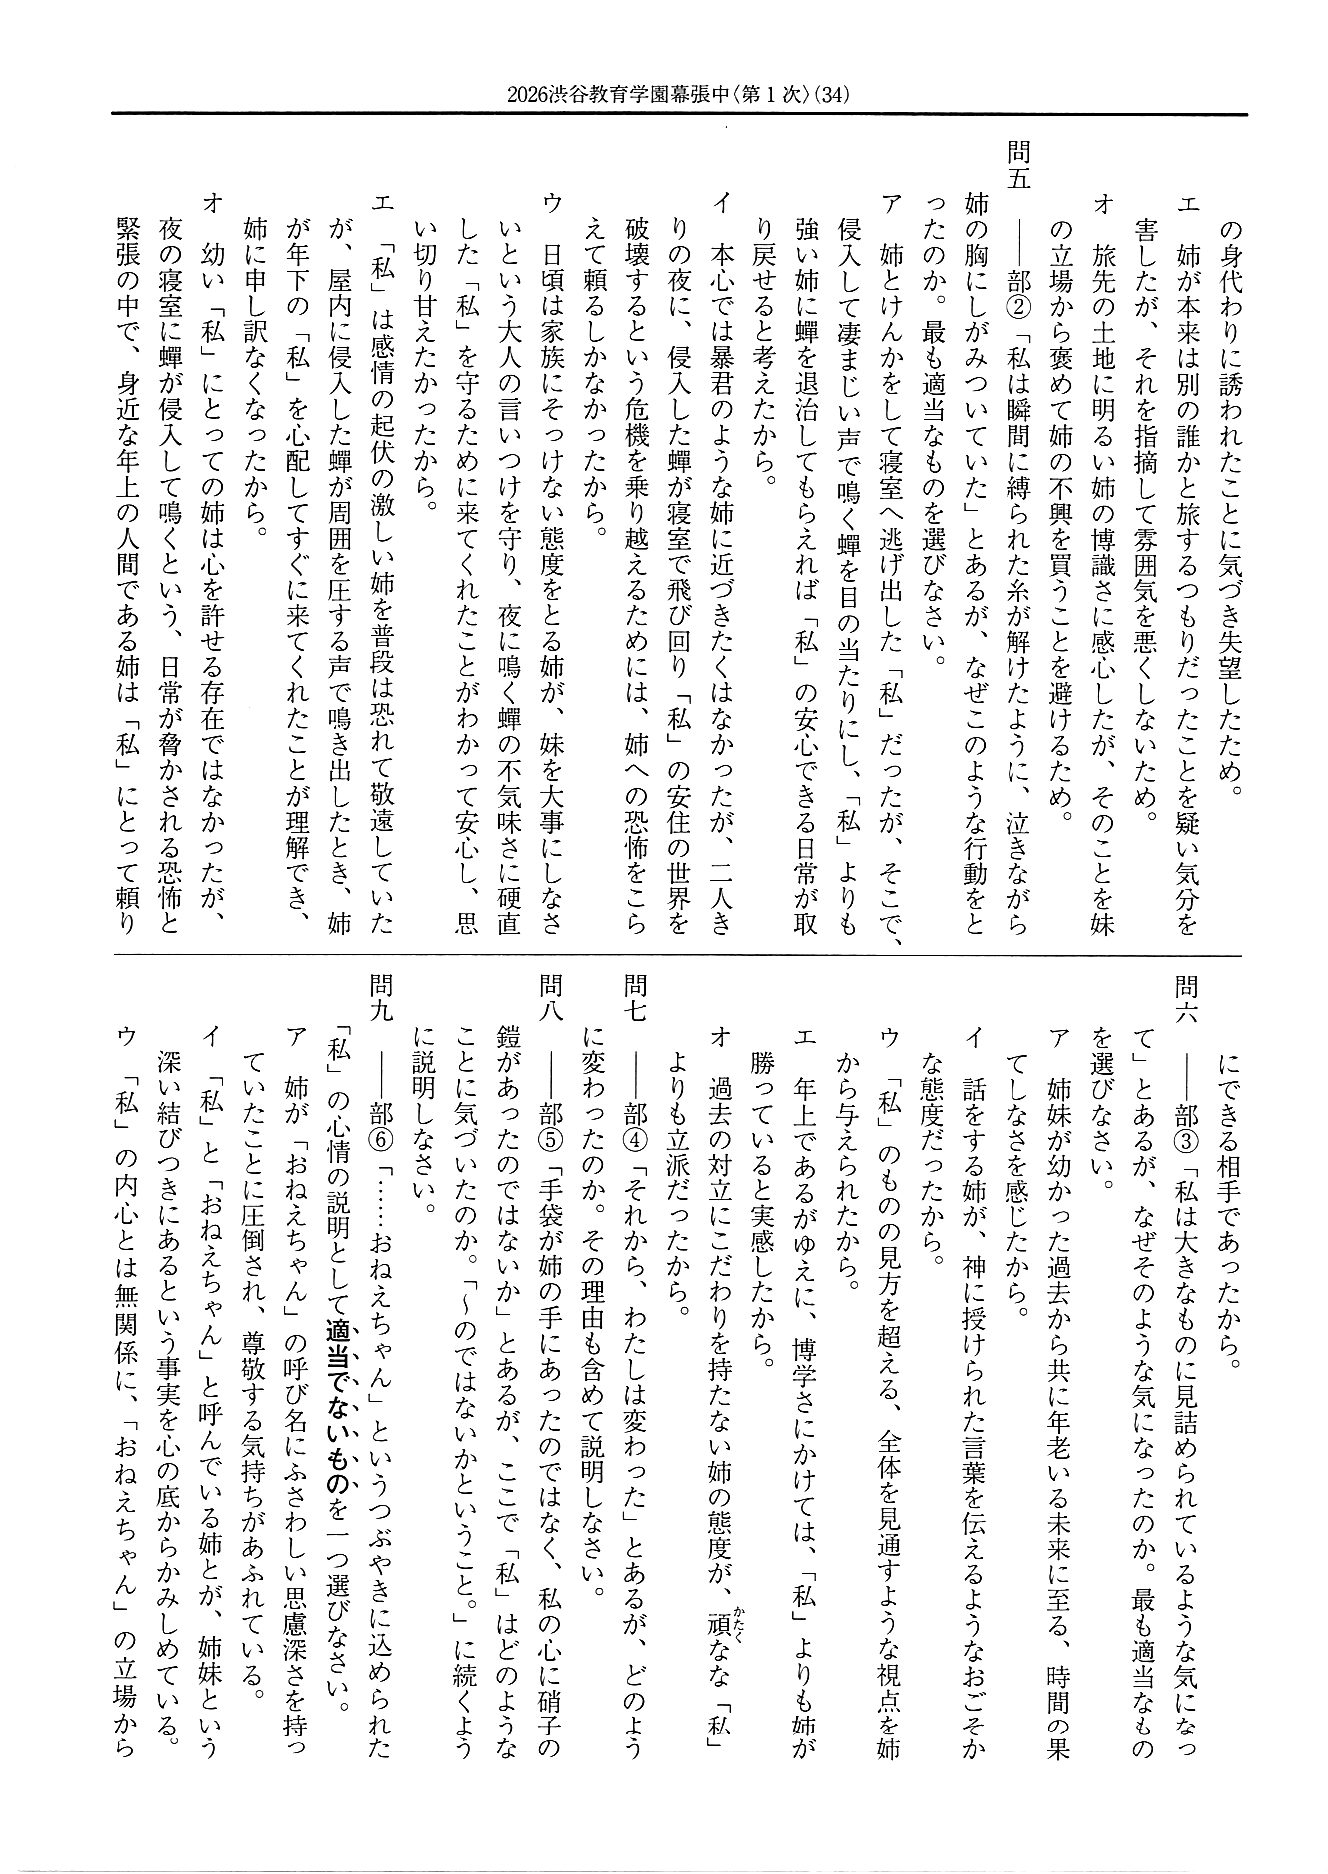 2026渋谷教育学園幕張中〈第1次〉(34)
の身代わりに誘われたことに気づき失望したため。
エ　姉が本来は別の誰かと旅するつもりだったことを疑い気分を
害したが、それを指摘して雰囲気を悪くしないため。
オ　旅先の土地に明るい姉の博識さに感心したが、そのことを妹
の立場から褒めて姉の不興を買うことを避けるため。
問五　――部②「私は瞬間に縛られた糸が解けたように、泣きながら
姉の胸にしがみついていた」とあるが、なぜこのような行動をと
ったのか。最も適当なものを選びなさい。
ア　姉とけんかをして寝室へ逃げ出した「私」だったが、そこで、
侵入して凄まじい声で鳴く蟬を目の当たりにし、「私」よりも
強い姉に蟬を退治してもらえれば「私」の安心できる日常が取
り戻せると考えたから。
イ　本心では暴君のような姉に近づきたくはなかったが、二人き
りの夜に、侵入した蟬が寝室で飛び回り「私」の安住の世界を
破壊するという危機を乗り越えるためには、姉への恐怖をこら
えて頼るしかなかったから。
ウ　日頃は家族にそっけない態度をとる姉が、妹を大事にしなさ
いという大人の言いつけを守り、夜に鳴く蟬の不気味さに硬直
した「私」を守るために来てくれたことがわかって安心し、思
い切り甘えたかったから。
エ　「私」は感情の起伏の激しい姉を普段は恐れて敬遠していた
が、屋内に侵入した蟬が周囲を圧する声で鳴き出したとき、姉
が年下の「私」を心配してすぐに来てくれたことが理解でき、
姉に申し訳なくなったから。
オ　幼い「私」にとっての姉は心を許せる存在ではなかったが、
夜の寝室に蟬が侵入して鳴くという、日常が脅かされる恐怖と
緊張の中で、身近な年上の人間である姉は「私」にとって頼り
にできる相手であったから。
問六　――部③「私は大きなものに見詰められているような気になっ
て」とあるが、なぜそのような気になったのか。最も適当なもの
を選びなさい。
ア　姉妹が幼かった過去から共に年老いる未来に至る、時間の果
てしなさを感じたから。
イ　話をする姉が、神に授けられた言葉を伝えるようなおごそか
な態度だったから。
ウ　「私」のものの見方を超える、全体を見通すような視点を姉
から与えられたから。
エ　年上であるがゆえに、博学さにかけては、「私」よりも姉が
勝っていると実感したから。
オ　過去の対立にこだわりを持たない姉の態度が、頑かたくなな「私」
よりも立派だったから。
問七　――部④「それから、わたしは変わった」とあるが、どのよう
に変わったのか。その理由も含めて説明しなさい。
問八　――部⑤「手袋が姉の手にあったのではなく、私の心に硝子の
鎧があったのではないか」とあるが、ここで「私」はどのような
ことに気づいたのか。「～のではないかということ。」に続くよう
に説明しなさい。
問九　――部⑥「……おねえちゃん」というつぶやきに込められた
「私」の心情の説明として適当でないものを一つ選びなさい。
ア　姉が「おねえちゃん」の呼び名にふさわしい思慮深さを持っ
ていたことに圧倒され、尊敬する気持ちがあふれている。
イ　「私」と「おねえちゃん」と呼んでいる姉とが、姉妹という
深い結びつきにあるという事実を心の底からかみしめている。
ウ　「私」の内心とは無関係に、「おねえちゃん」の立場から